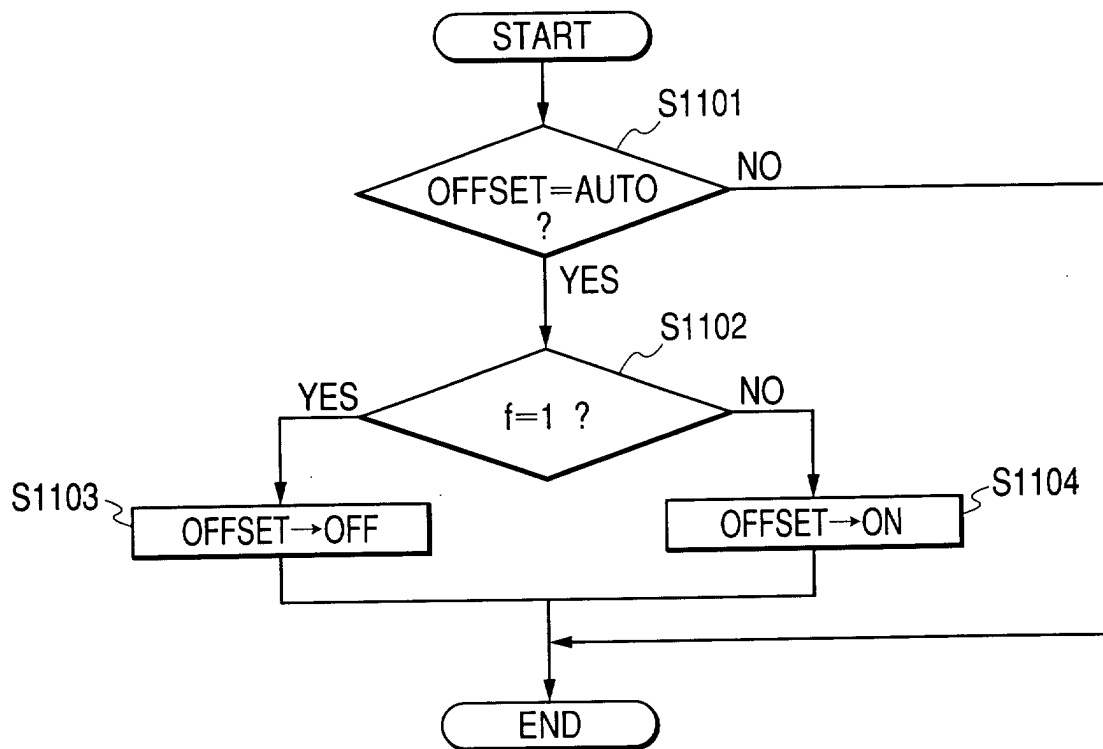 START
S1101
OFFSET=AUTO
?
NO
YES
S1102
f=1 ?
YES
NO
S1103
OFFSET→OFF
S1104
OFFSET→ON
END